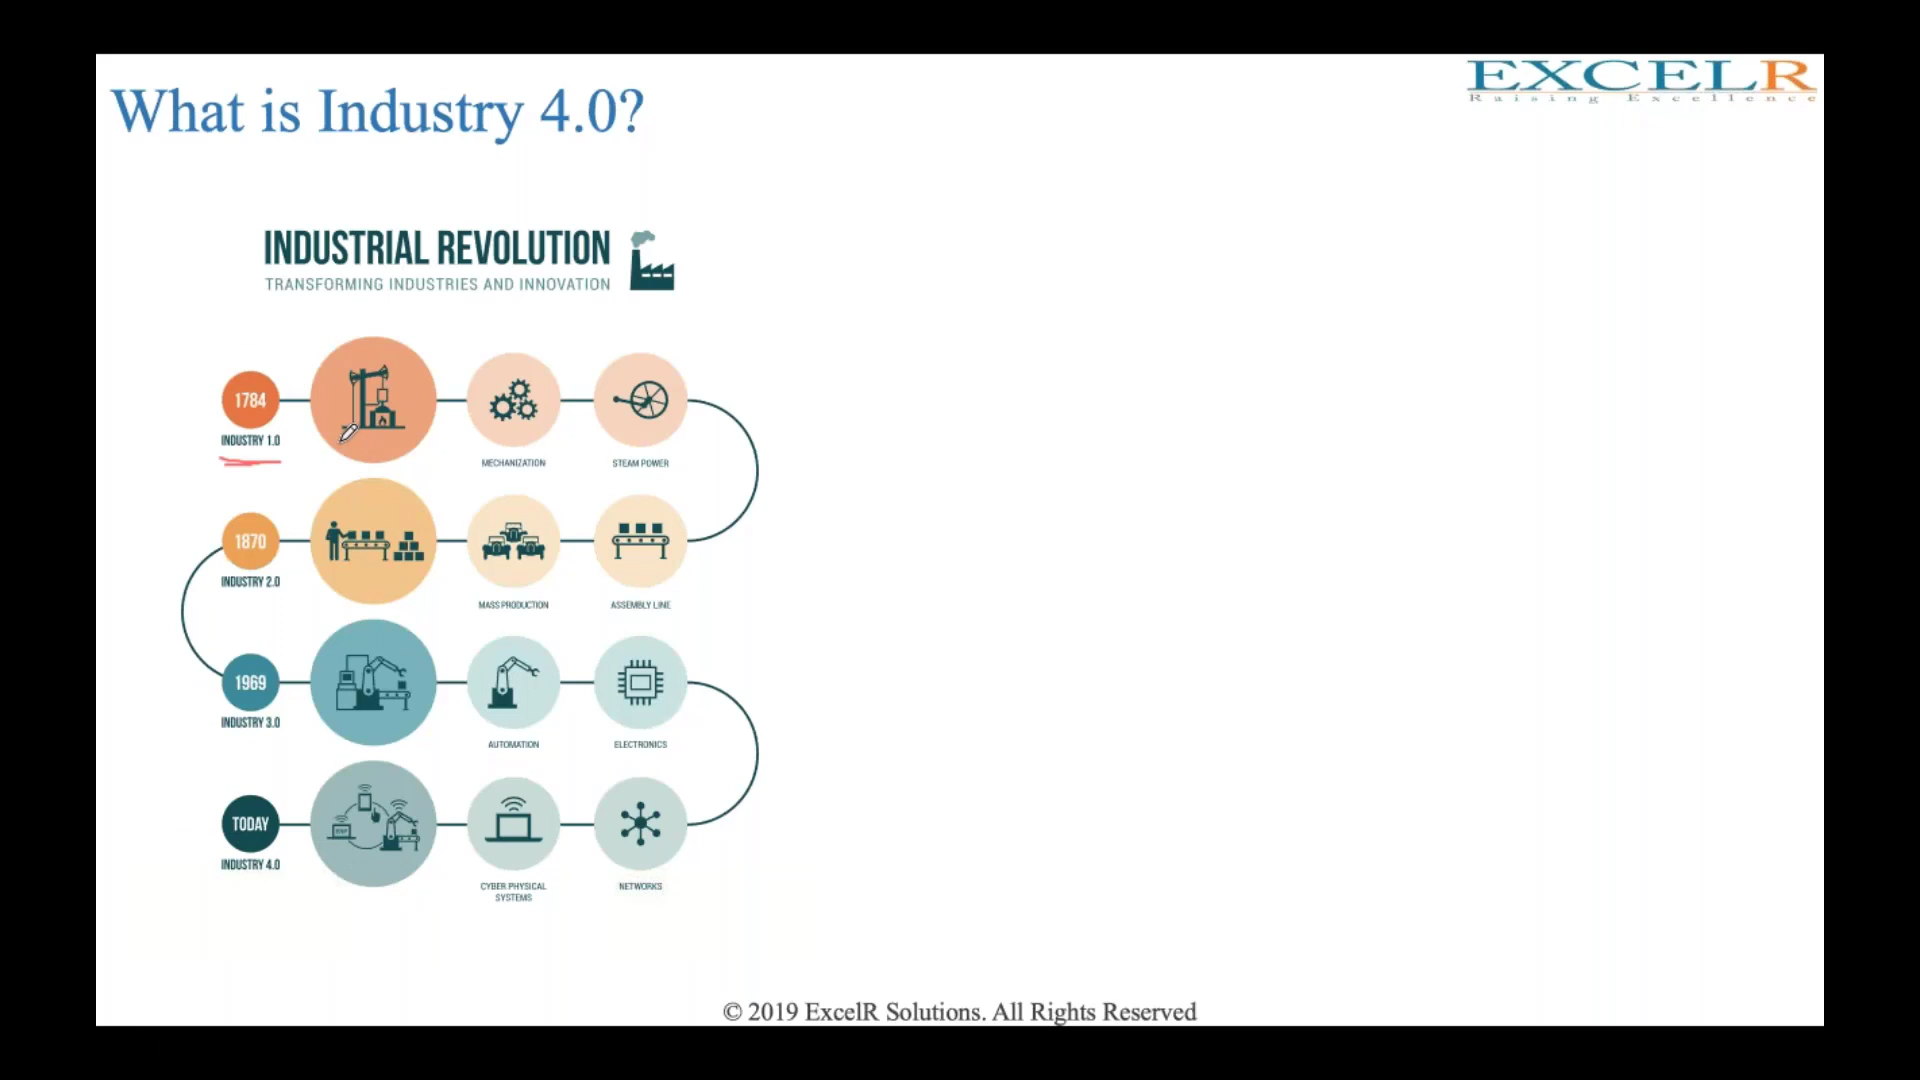 EXCELR
Raising Excellence
What is Industry 4.0?
INDUSTRIAL REVOLUTION
TRANSFORMING INDUSTRIES AND INNOVATION
1784
INDUSTRY 1.0
MECHANIZATION
STEAM POWER
1870
INDUSTRY 2.0
MASS PRODUCTION
ASSEMBLY LINE
1969
INDUSTRY 3.0
AUTOMATION
ELECTRONICS
TODAY
INDUSTRY 4.0
CYBER PHYSICAL
SYSTEMS
NETWORKS
© 2019 ExcelR Solutions. All Rights Reserved